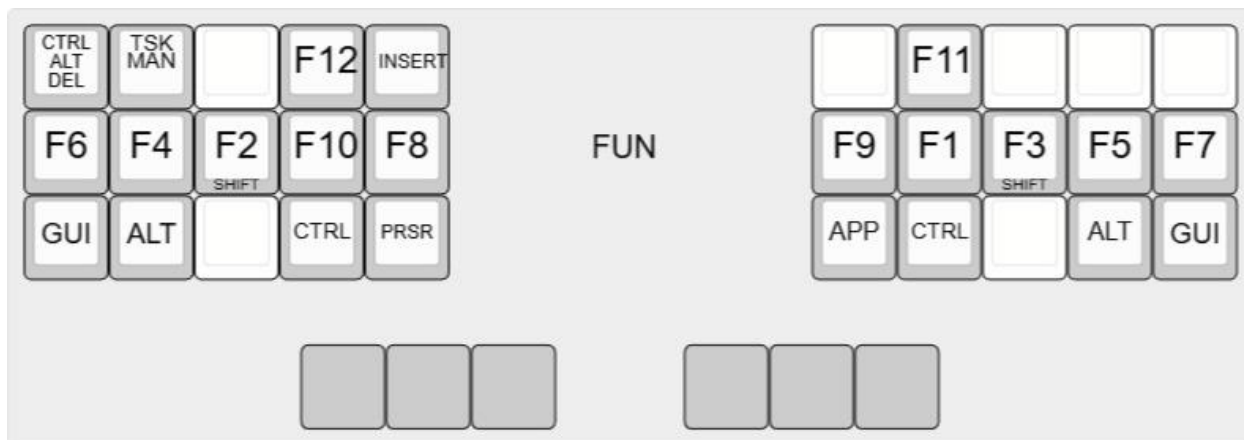 CTRL ALT DEL TSK MAN F12 INSERT F11
F6 F4 F2 SHIFT F10 F8 FUN F9 F1 F3 SHIFT F5 F7
GUI ALT CTRL PRSR APP CTRL ALT GUI